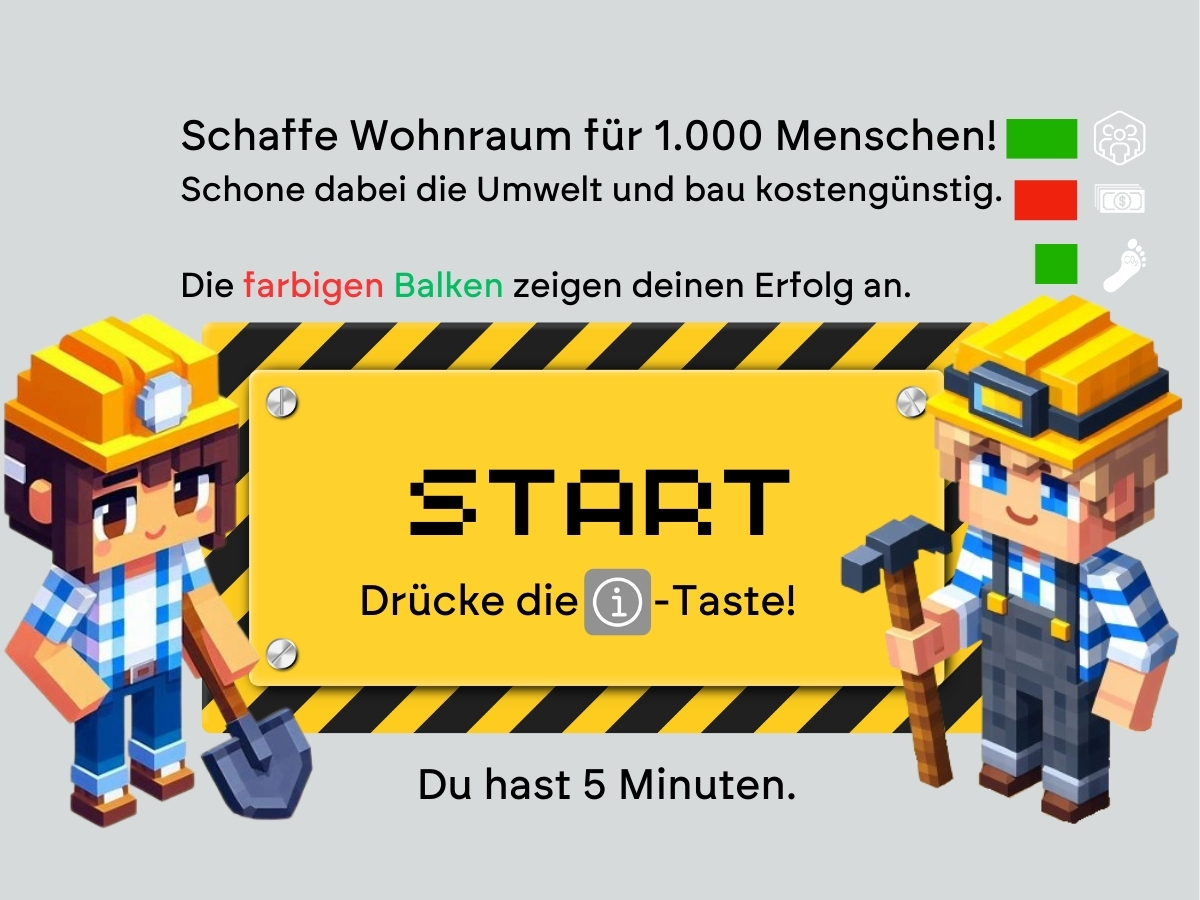 Schaffe Wohnraum für 1.000 Menschen!
Schone dabei die Umwelt und bau kostengünstig.
Die farbigen Balken zeigen deinen Erfolg an.
START
Drücke die i-Taste!
Du hast 5 Minuten.